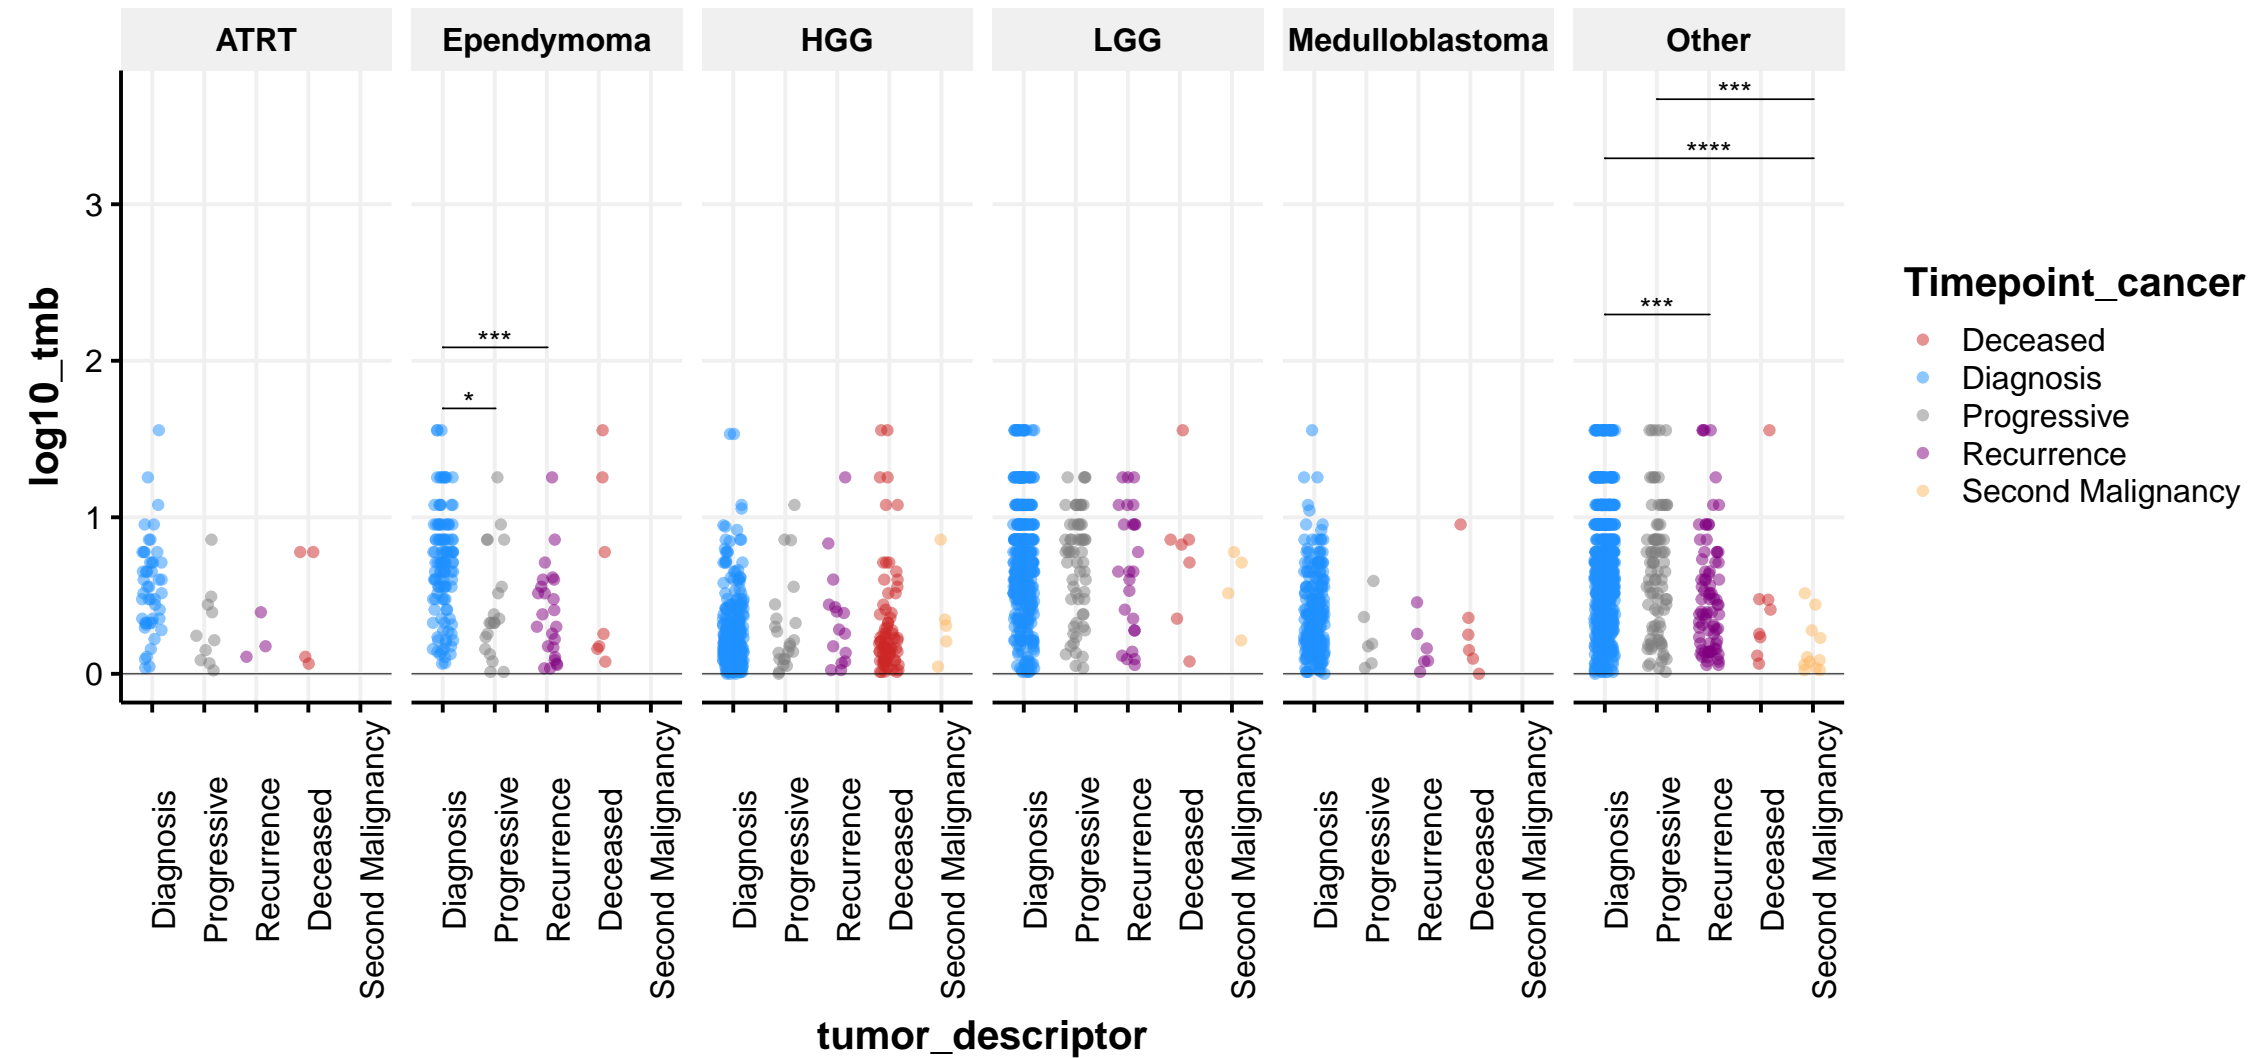 ATRT
Ependymoma
HGG
LGG
Medulloblastoma
Other
***
****
***
***
*
log10_tmb
3
2
1
0
Diagnosis
Progressive
Recurrence
Deceased
Second Malignancy
Diagnosis
Progressive
Recurrence
Deceased
Second Malignancy
Diagnosis
Progressive
Recurrence
Deceased
Second Malignancy
Diagnosis
Progressive
Recurrence
Deceased
Second Malignancy
Diagnosis
Progressive
Recurrence
Deceased
Second Malignancy
Diagnosis
Progressive
Recurrence
Deceased
Second Malignancy
tumor_descriptor
Timepoint_cancer
Deceased
Diagnosis
Progressive
Recurrence
Second Malignancy